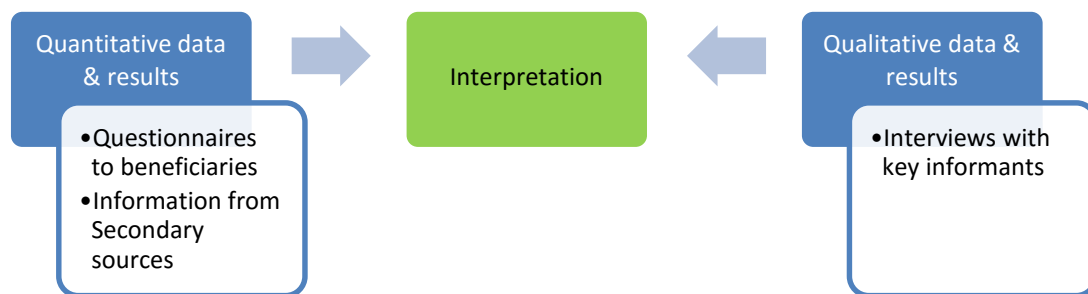 Quantitative data
& results
•Questionnaires
to beneficiaries
•Information from
Secondary
sources
Interpretation
Qualitative data &
results
•Interviews with
key informants